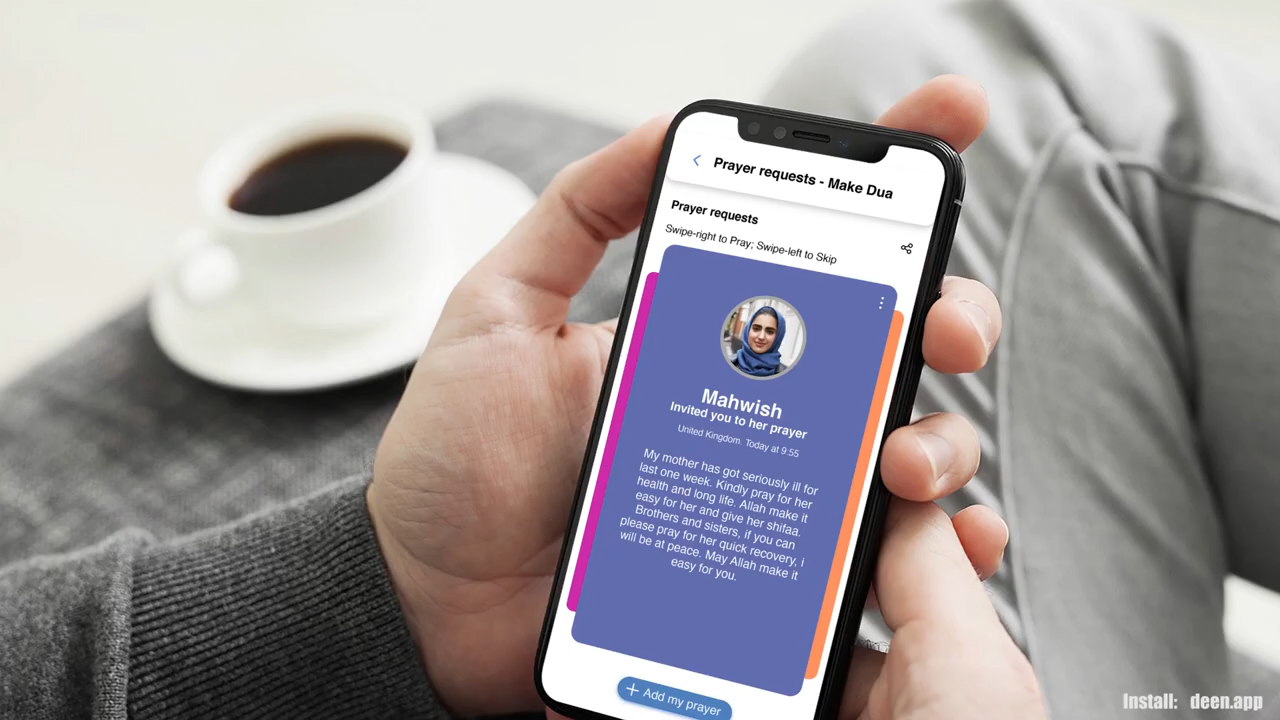 Prayer requests - Make Dua
Prayer requests
Swipe-right to Pray; Swipe-left to Skip
Mahwish
Invited you to her prayer
United Kingdom. Today at 9:55
My mother has got seriously ill for
last one week. Kindly pray for her
health and long life. Allah make it
easy for her and give her shifaa.
Brothers and sisters, if you can
please pray for her quick recovery, i
will be at peace. May Allah make it
easy for you.
+ Add my prayer
Install: deen.app